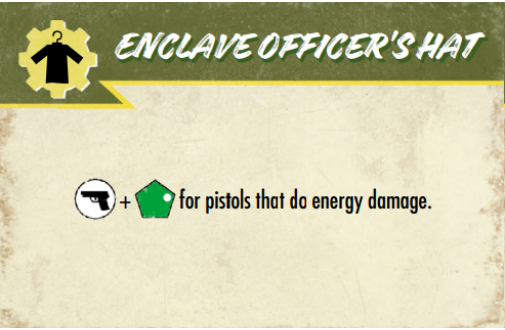 ENCLAVE OFFICER'S HAT
+ for pistols that do energy damage.